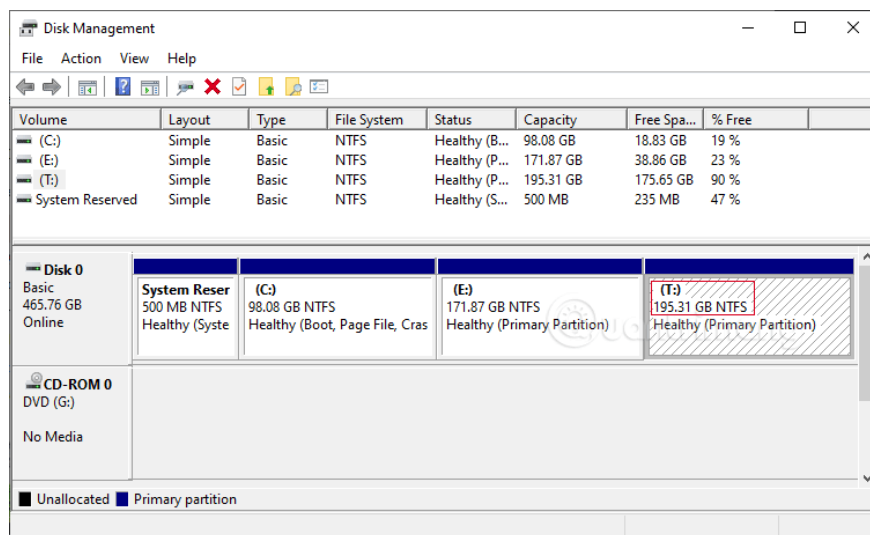 Disk Management
File Action View Help
Volume Layout Type File System Status Capacity Free Spa... % Free
(C:) Simple Basic NTFS Healthy (B... 98.08 GB 18.83 GB 19 %
(E:) Simple Basic NTFS Healthy (P... 171.87 GB 38.86 GB 23 %
(T:) Simple Basic NTFS Healthy (P... 195.31 GB 175.65 GB 90 %
System Reserved Simple Basic NTFS Healthy (S... 500 MB 235 MB 47 %
Disk 0
Basic
465.76 GB
Online
System Reser
500 MB NTFS
Healthy (Syste
(C:)
98.08 GB NTFS
Healthy (Boot, Page File, Cras
(E:)
171.87 GB NTFS
Healthy (Primary Partition)
(T:)
195.31 GB NTFS
Healthy (Primary Partition)
CD-ROM 0
DVD (G:)
No Media
Unallocated Primary partition